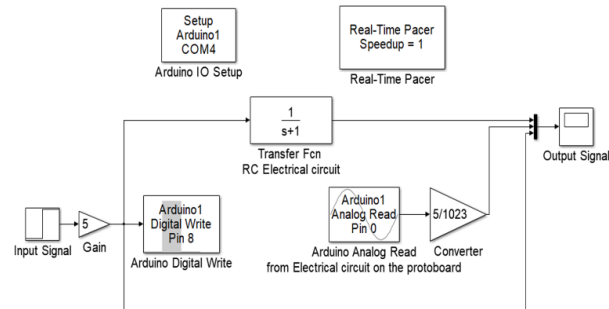 Setup
Arduino1
COM4
Arduino IO Setup
Real-Time Pacer
Speedup = 1
Real-Time Pacer
1
s+1
Transfer Fcn
RC Electrical circuit
Output Signal
Input Signal
5
Gain
Arduino1
Digital Write
Pin 8
Arduino Digital Write
Arduino1
Analog Read
Pin 0
Arduino Analog Read
from Electrical circuit on the protoboard
5/1023
Converter